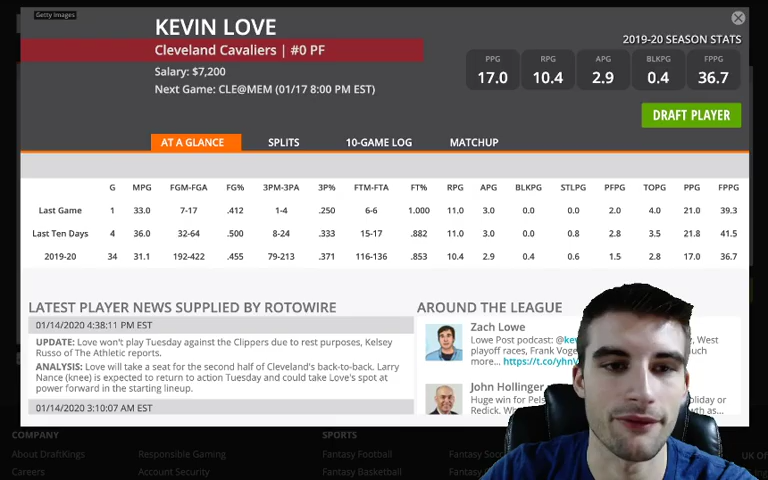 Getty Images
KEVIN LOVE
Cleveland Cavaliers | #0 PF
Salary: $7,200
Next Game: CLE@MEM (01/17 8:00 PM EST)
2019-20 SEASON STATS
PPG RPG APG BLKPG FPPG
17.0 10.4 2.9 0.4 36.7
DRAFT PLAYER
AT A GLANCE SPLITS 10-GAME LOG MATCHUP
G MPG FGM-FGA FG% 3PM-3PA 3P% FTM-FTA FT% RPG APG BLKPG STLPG PFPG TOPG PPG FPPG
Last Game 1 33.0 7-17 .412 1-4 .250 6-6 1.000 11.0 3.0 0.0 0.0 2.0 4.0 21.0 39.3
Last Ten Days 4 36.0 32-64 .500 8-24 .333 15-17 .882 11.0 3.0 0.0 0.8 2.8 3.5 21.8 41.5
2019-20 34 31.1 192-422 .455 79-213 .371 116-136 .853 10.4 2.9 0.4 0.6 1.5 2.8 17.0 36.7
LATEST PLAYER NEWS SUPPLIED BY ROTOWIRE
01/14/2020 4:38:11 PM EST
UPDATE: Love won't play Tuesday against the Clippers due to rest purposes, Kelsey
Russo of The Athletic reports.
ANALYSIS: Love will take a seat for the second half of Cleveland's back-to-back. Larry
Nance (knee) is expected to return to action Tuesday and could take Love's spot at
power forward in the starting lineup.
01/14/2020 3:10:07 AM EST
AROUND THE LEAGUE
Zach Lowe
Lowe Post podcast: West
playoff races, Frank much
more... https://t.co/
John Hollinger
Huge win for Pels oliday or
Redick. as...
COMPANY SPORTS
About DraftKings Responsible Gaming Fantasy Football UK
Careers Account Security Fantasy Basketball